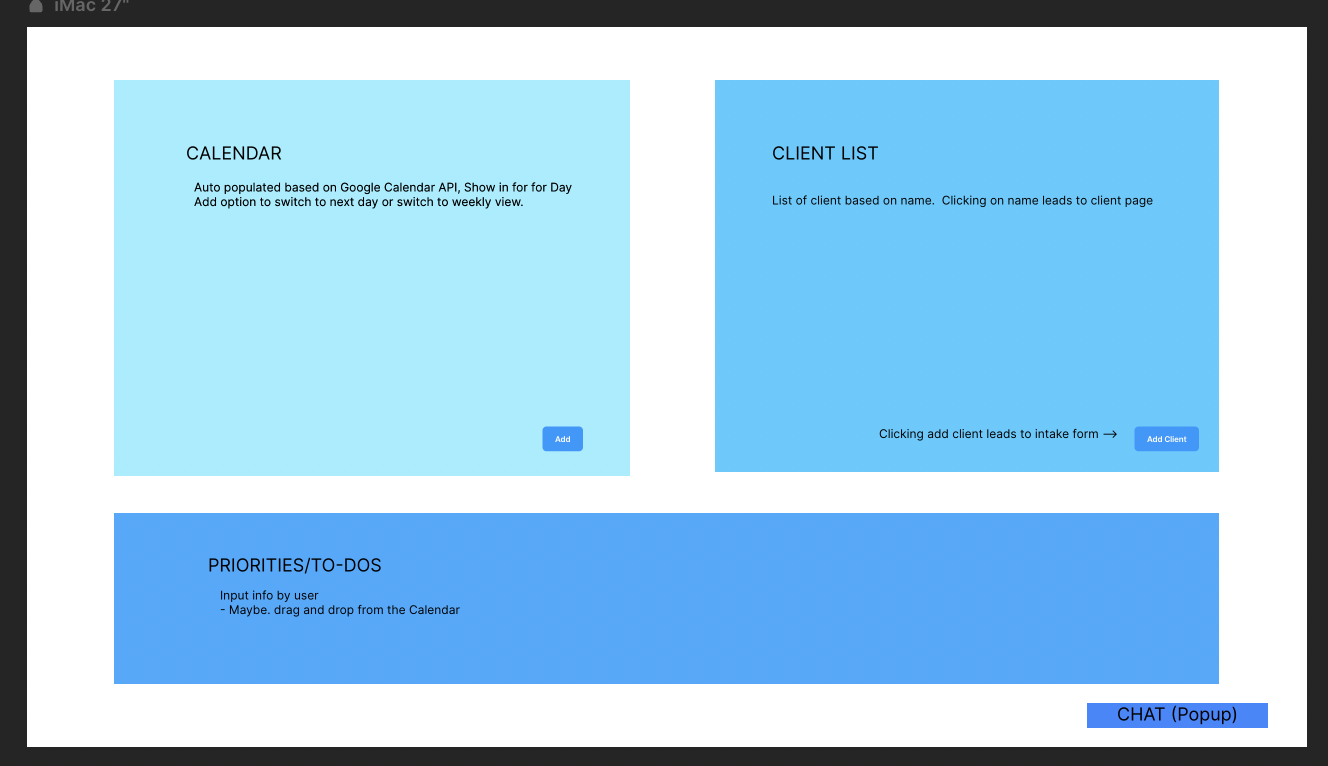 iMac 27"
CALENDAR
Auto populated based on Google Calendar API, Show in for for Day
Add option to switch to next day or switch to weekly view.
Add
CLIENT LIST
List of client based on name.  Clicking on name leads to client page
Clicking add client leads to intake form →
Add Client
PRIORITIES/TO-DOS
Input info by user
- Maybe. drag and drop from the Calendar
CHAT (Popup)